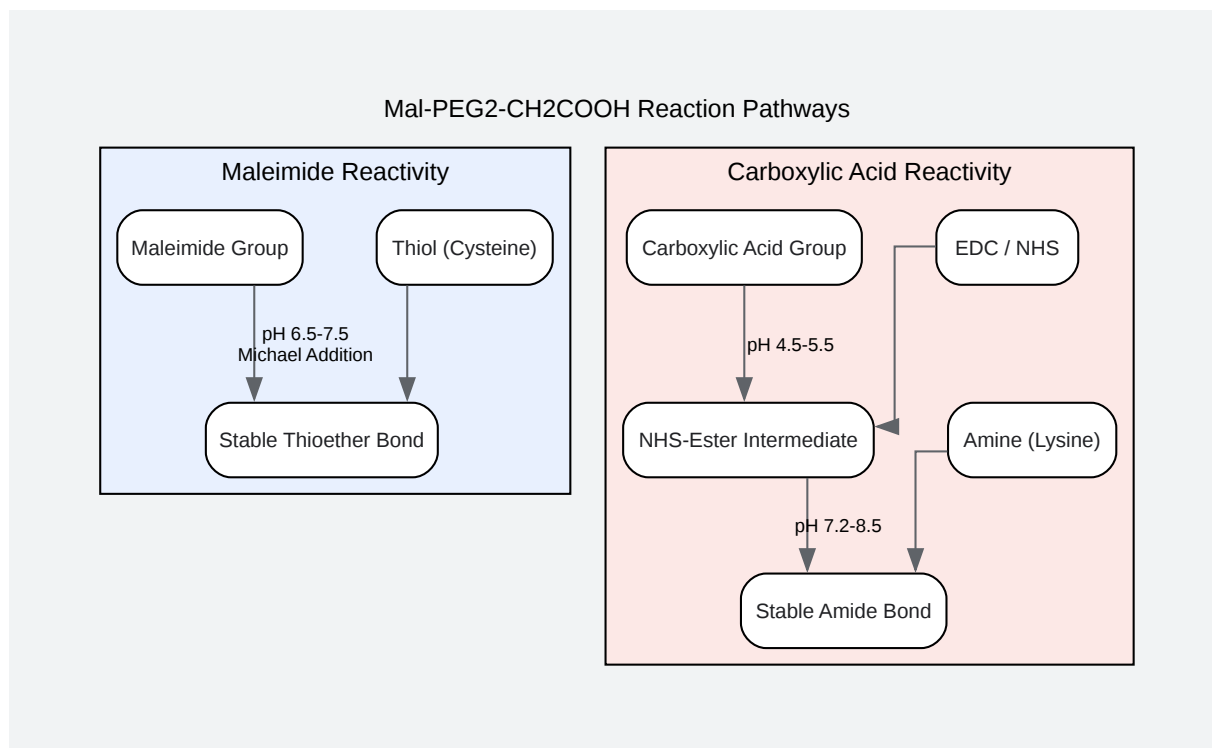 Mal-PEG2-CH2COOH Reaction Pathways
Maleimide Reactivity
Maleimide Group
Thiol (Cysteine)
pH 6.5-7.5
Michael Addition
Stable Thioether Bond
Carboxylic Acid Reactivity
Carboxylic Acid Group
EDC / NHS
pH 4.5-5.5
NHS-Ester Intermediate
Amine (Lysine)
pH 7.2-8.5
Stable Amide Bond